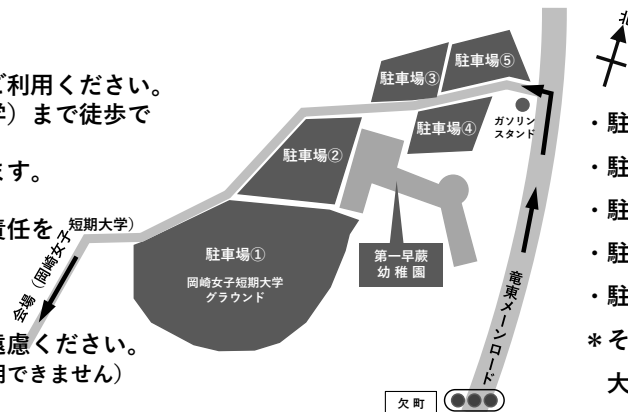 ご利用ください。
学）まで徒歩で
ます。
責任を
遠慮ください。
用できません）
会場（岡崎女子短期大学）
駐車場①
岡崎女子短期大学
グラウンド
駐車場②
駐車場③
駐車場④
駐車場⑤
ガソリン
スタンド
第一早蕨
幼稚園
竜東メーンロード
欠町
北
・駐
・駐
・駐
・駐
・駐
＊そ
大